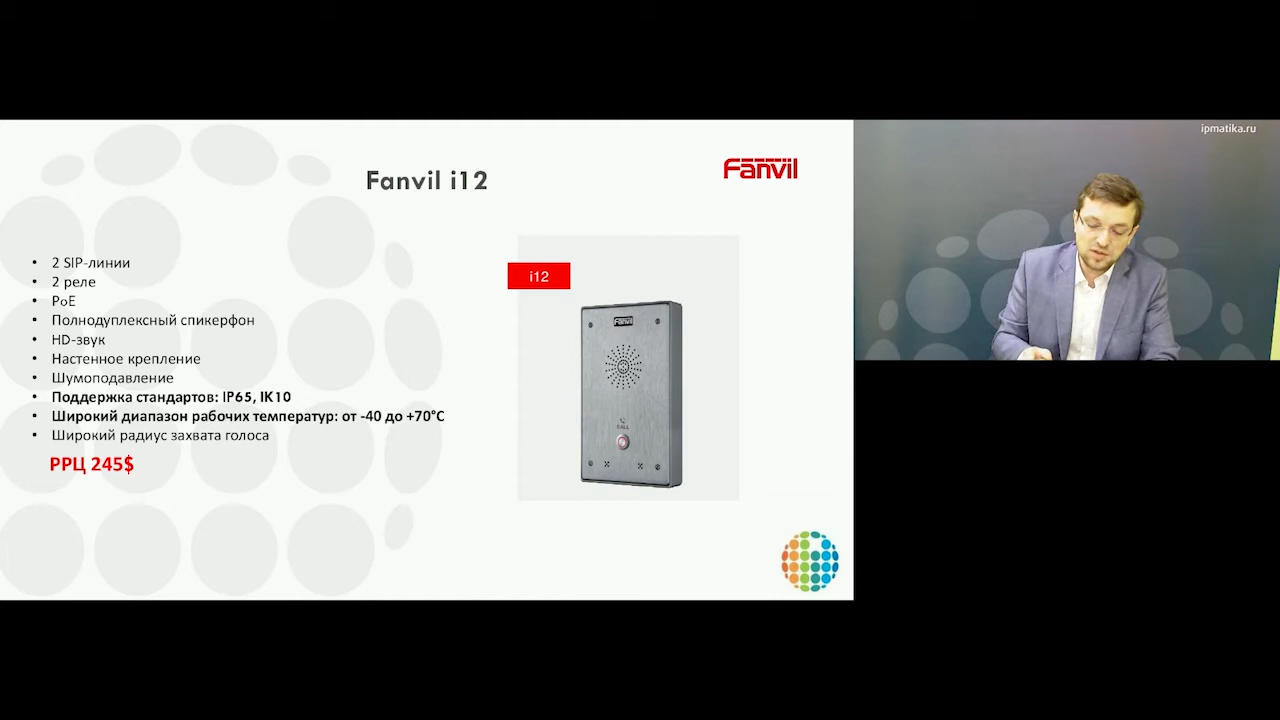 ipmatika.ru
Fanvil i12
Fanvil
• 2 SIP-линии
• 2 реле
• PoE
• Полнодуплексный спикерфон
• HD-звук
• Настенное крепление
• Шумоподавление
• Поддержка стандартов: IP65, IK10
• Широкий диапазон рабочих температур: от -40 до +70°C
• Широкий радиус захвата голоса
РРЦ 245$
i12
Fanvil
CALL